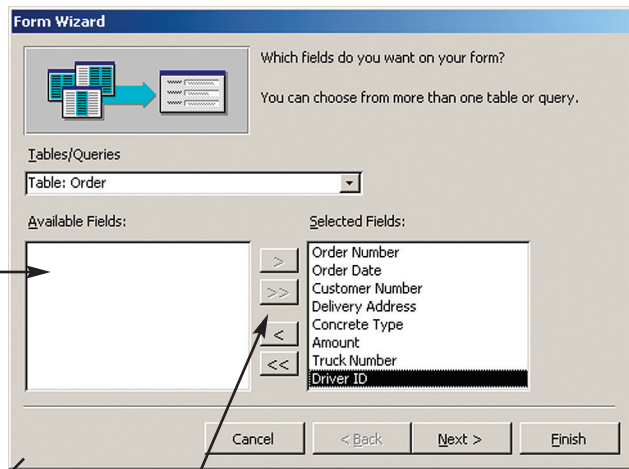 Form Wizard
Which fields do you want on your form?
You can choose from more than one table or query.
Tables/Queries
Table: Order
Available Fields:
Selected Fields:
>
>>
<
<<
Order Number
Order Date
Customer Number
Delivery Address
Concrete Type
Amount
Truck Number
Driver ID
Cancel
< Back
Next >
Finish